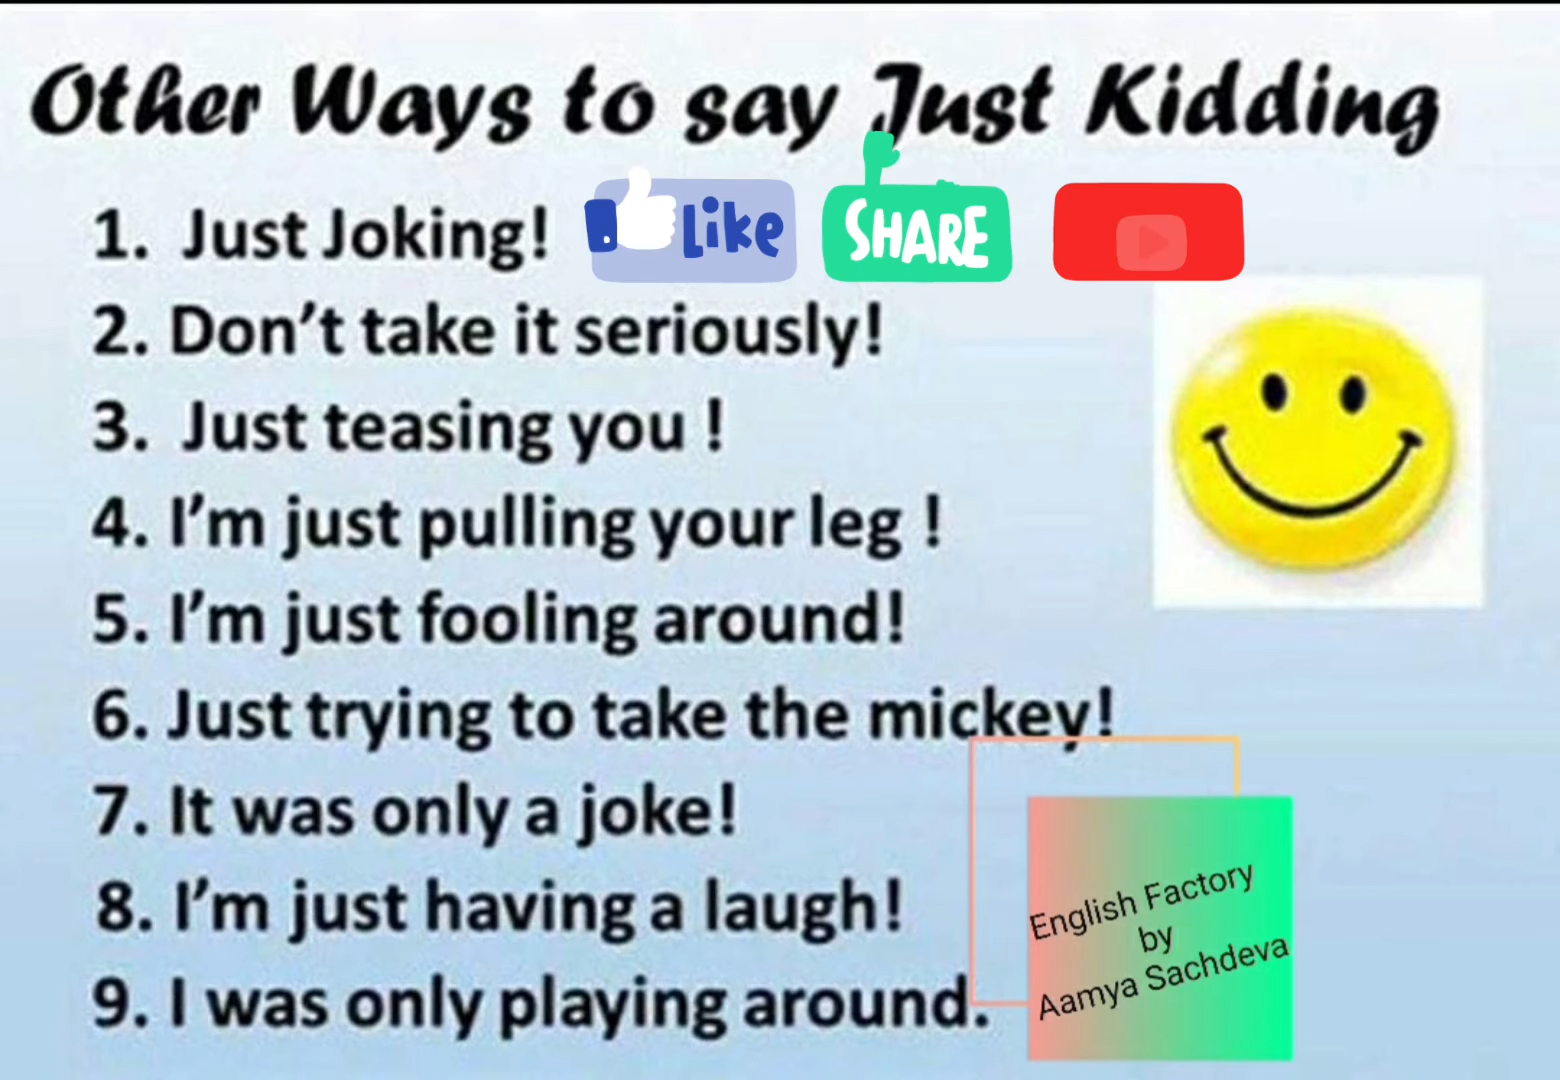 Other Ways to say Just Kidding
1. Just Joking!
Like
SHARE
2. Don't take it seriously!
3. Just teasing you !
4. I'm just pulling your leg !
5. I'm just fooling around!
6. Just trying to take the mickey!
7. It was only a joke!
8. I'm just having a laugh!
9. I was only playing around.
English Factory
by
Aamya Sachdeva